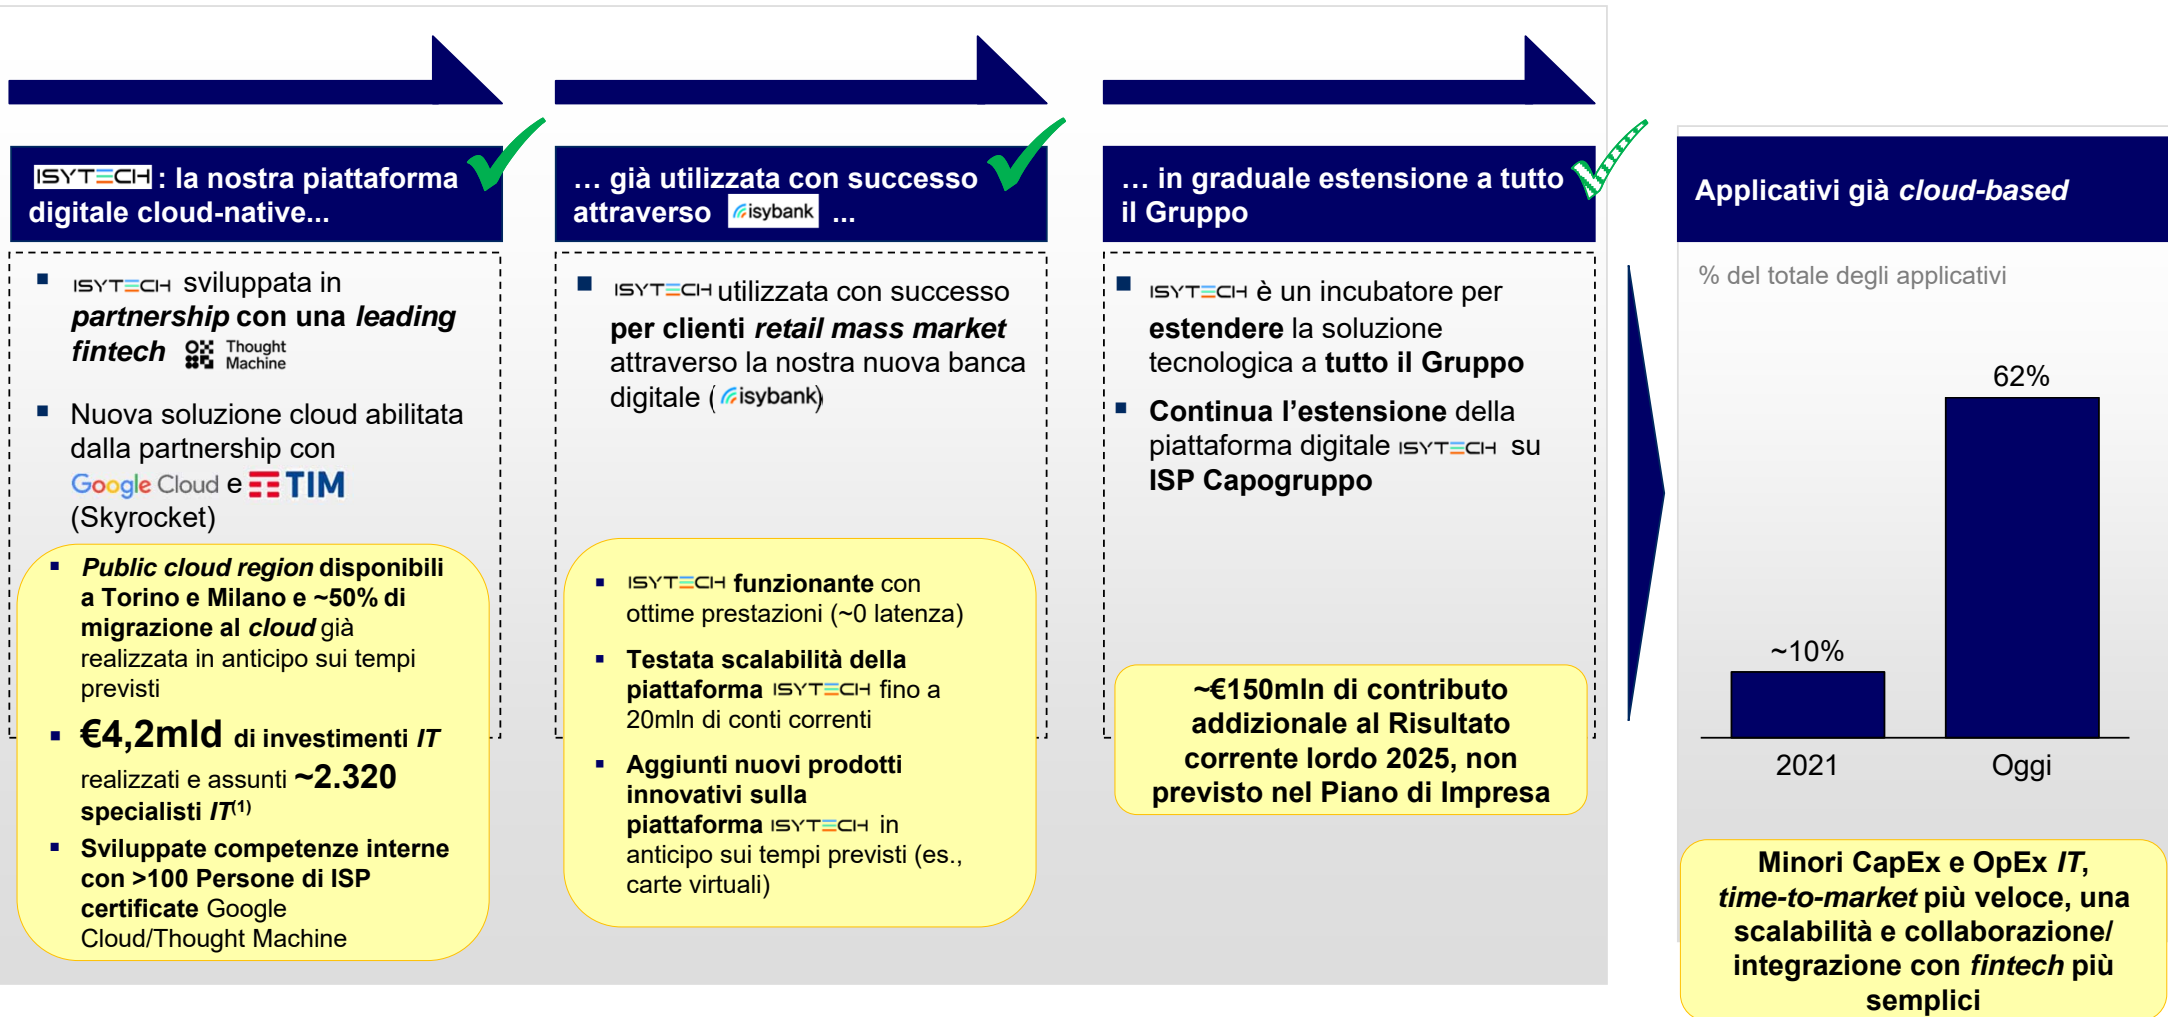 ISYTECH : la nostra piattaforma
digitale cloud-native...
▪ ISYTECH sviluppata in
partnership con una leading
fintech Thought Machine
▪ Nuova soluzione cloud abilitata
dalla partnership con
Google Cloud e TIM
(Skyrocket)
▪ Public cloud region disponibili
a Torino e Milano e ~50% di
migrazione al cloud già
realizzata in anticipo sui tempi
previsti
▪ €4,2mld di investimenti IT
realizzati e assunti ~2.320
specialisti IT(1)
▪ Sviluppate competenze interne
con >100 Persone di ISP
certificate Google
Cloud/Thought Machine
… già utilizzata con successo
attraverso isybank ...
▪ ISYTECH utilizzata con successo
per clienti retail mass market
attraverso la nostra nuova banca
digitale (isybank)
▪ ISYTECH funzionante con
ottime prestazioni (~0 latenza)
▪ Testata scalabilità della
piattaforma ISYTECH fino a
20mln di conti correnti
▪ Aggiunti nuovi prodotti
innovativi sulla
piattaforma ISYTECH in
anticipo sui tempi previsti (es.,
carte virtuali)
… in graduale estensione a tutto
il Gruppo
▪ ISYTECH è un incubatore per
estendere la soluzione
tecnologica a tutto il Gruppo
▪ Continua l’estensione della
piattaforma digitale ISYTECH su
ISP Capogruppo
~€150mln di contributo
addizionale al Risultato
corrente lordo 2025, non
previsto nel Piano di Impresa
Applicativi già cloud-based
% del totale degli applicativi
62%
~10%
2021
Oggi
Minori CapEx e OpEx IT,
time-to-market più veloce, una
scalabilità e collaborazione/
integrazione con fintech più
semplici